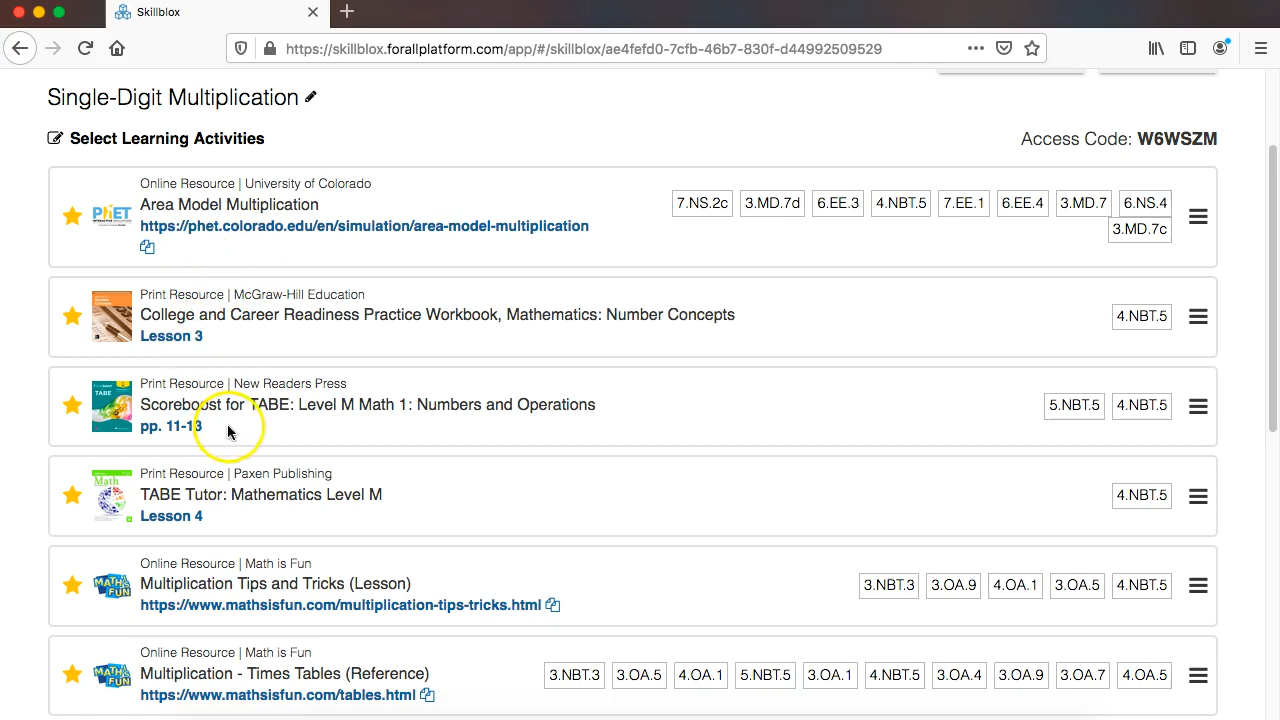 Skillblox
https://skillblox.forallplatform.com/app/#/skillblox/ae4fefd0-7cfb-46b7-830f-d44992509529
Single-Digit Multiplication
Select Learning Activities
Access Code: W6WSZM
Online Resource | University of Colorado
Area Model Multiplication
https://phet.colorado.edu/en/simulation/area-model-multiplication
7.NS.2c 3.MD.7d 6.EE.3 4.NBT.5 7.EE.1 6.EE.4 3.MD.7 6.NS.4
3.MD.7c
PhET
Print Resource | McGraw-Hill Education
College and Career Readiness Practice Workbook, Mathematics: Number Concepts
Lesson 3
4.NBT.5
Print Resource | New Readers Press
Scoreboost for TABE: Level M Math 1: Numbers and Operations
pp. 11-13
5.NBT.5 4.NBT.5
TABE
Print Resource | Paxen Publishing
TABE Tutor: Mathematics Level M
Lesson 4
4.NBT.5
Math
Online Resource | Math is Fun
Multiplication Tips and Tricks (Lesson)
https://www.mathsisfun.com/multiplication-tips-tricks.html
3.NBT.3 3.OA.9 4.OA.1 3.OA.5 4.NBT.5
Online Resource | Math is Fun
Multiplication - Times Tables (Reference)
https://www.mathsisfun.com/tables.html
3.NBT.3 3.OA.5 4.OA.1 5.NBT.5 3.OA.1 4.NBT.5 3.OA.4 3.OA.9 3.OA.7 4.OA.5